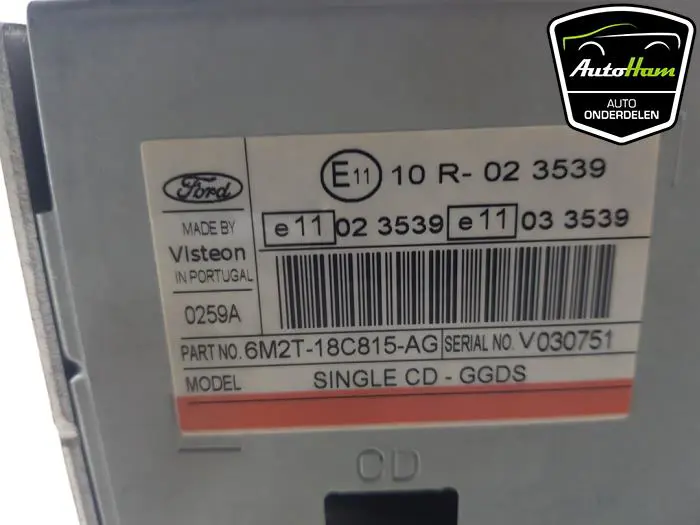 AutoHam
AUTO
ONDERDELEN
Ford
E11 10 R- 02 3539
MADE BY
Visteon
IN PORTUGAL
e11 02 3539 e11 03 3539
0259A
PART NO. 6M2T-18C815-AG SERIAL NO. V030751
MODEL SINGLE CD - GGDS
CD